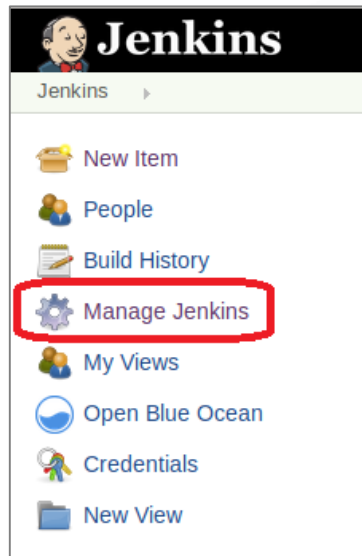 Jenkins
Jenkins
New Item
People
Build History
Manage Jenkins
My Views
Open Blue Ocean
Credentials
New View